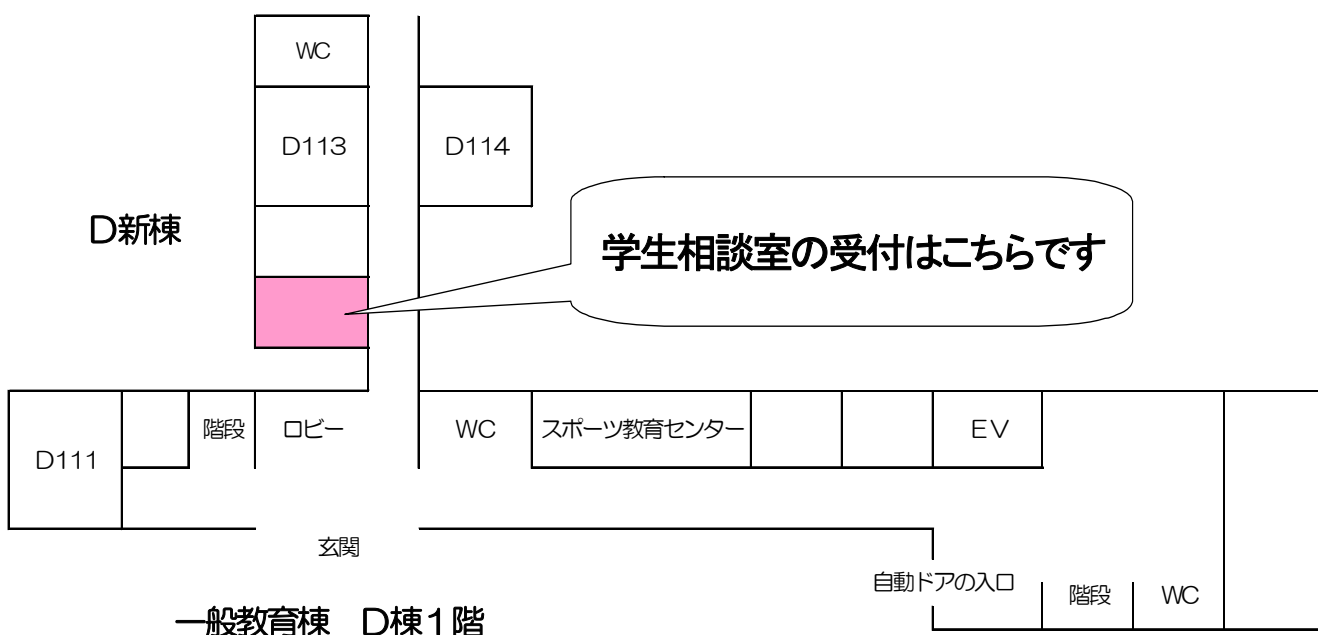 WC
D113
D114
D新棟
学生相談室の受付はこちらです
階段
ロビー
WC
スポーツ教育センター
EV
D111
玄関
自動ドアの入口
階段
WC
一般教育棟 D棟1階